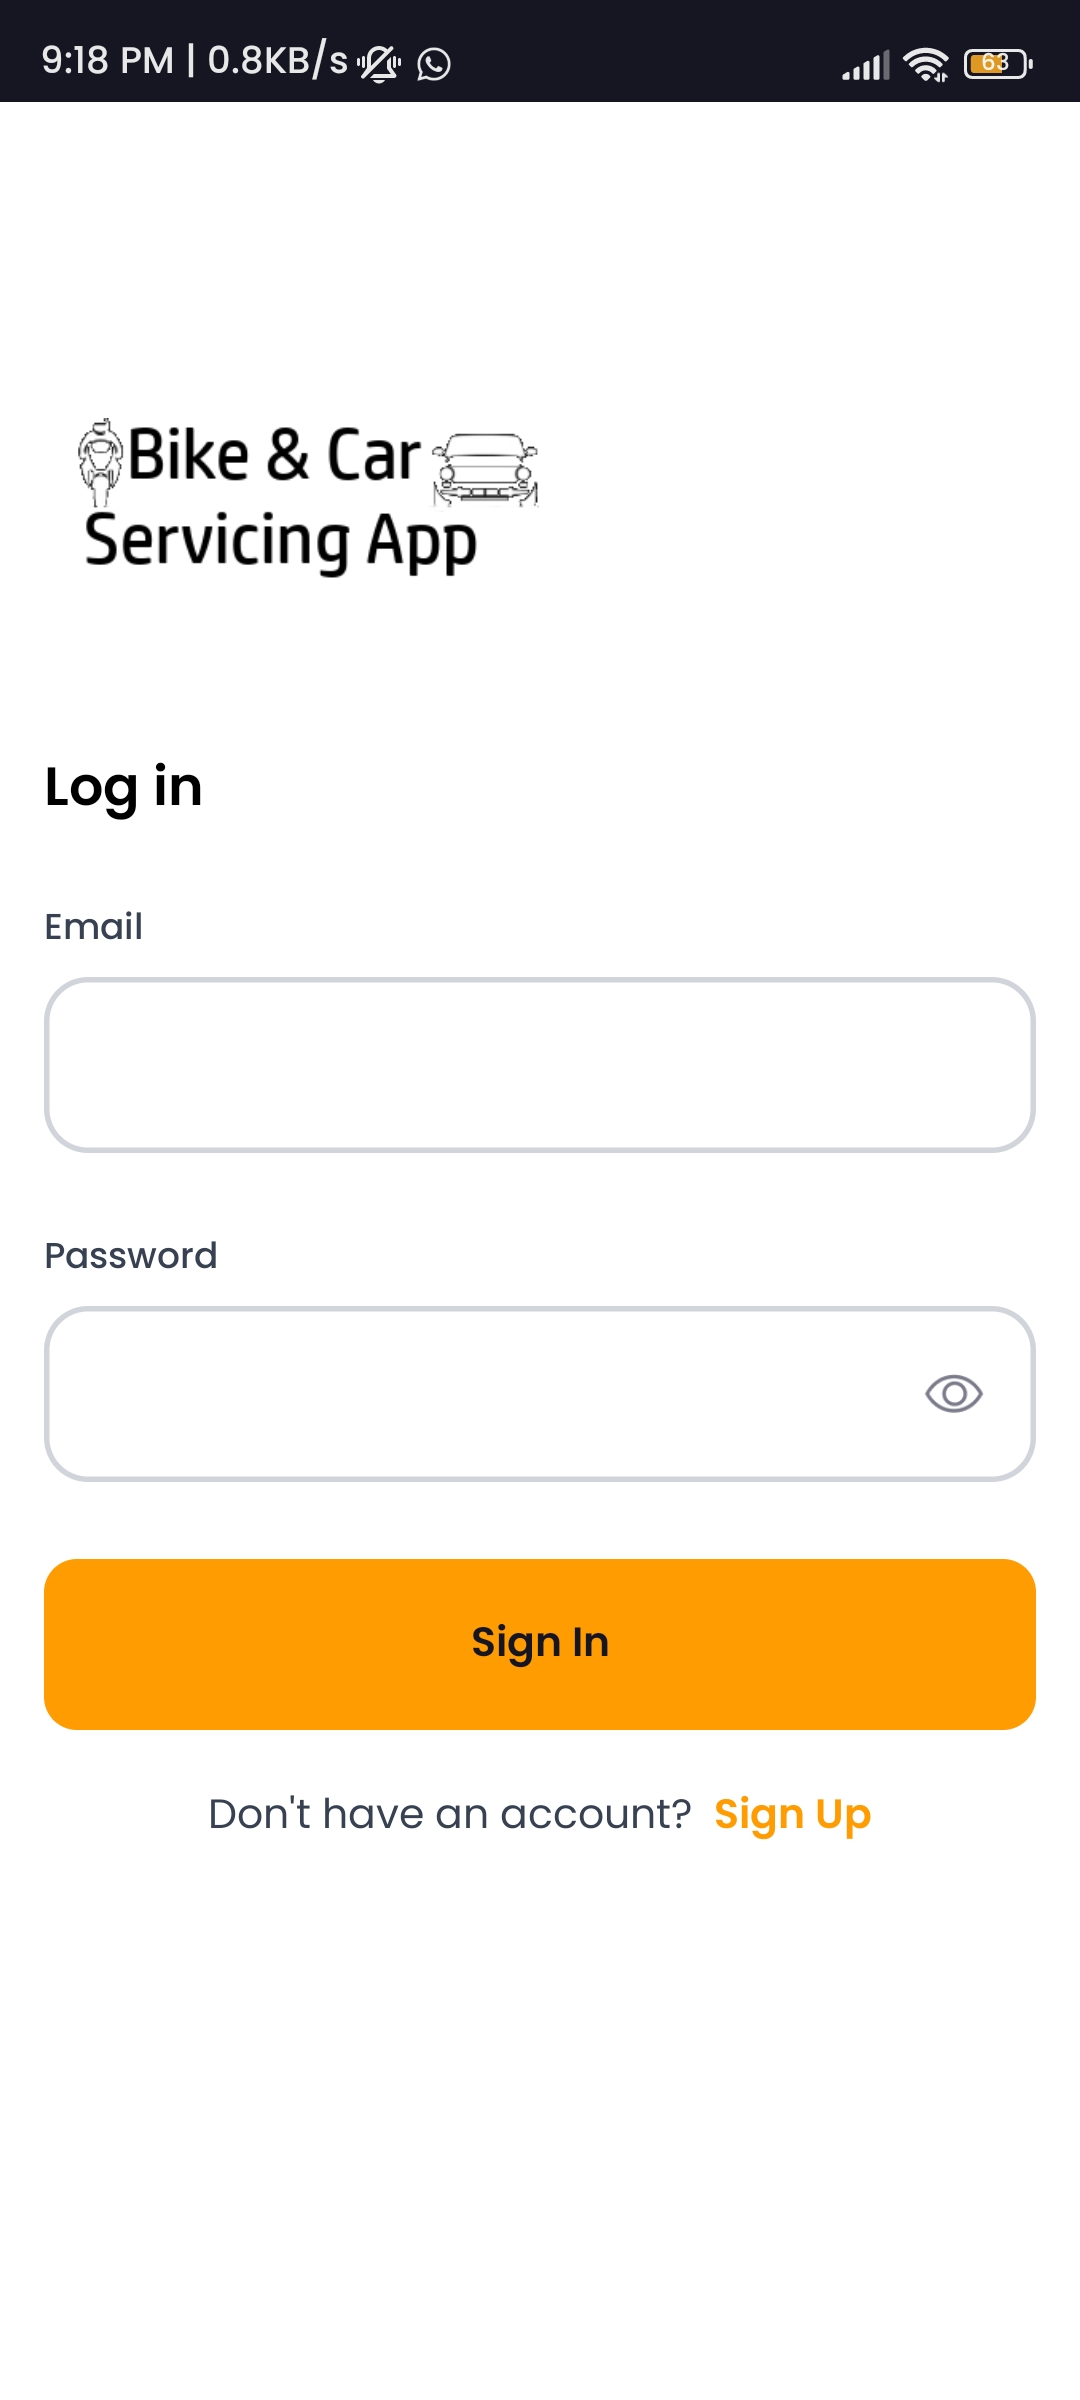 9:18 PM | 0.8KB/s 63
Bike & Car
Servicing App
Log in
Email
Password
Sign In
Don't have an account? Sign Up